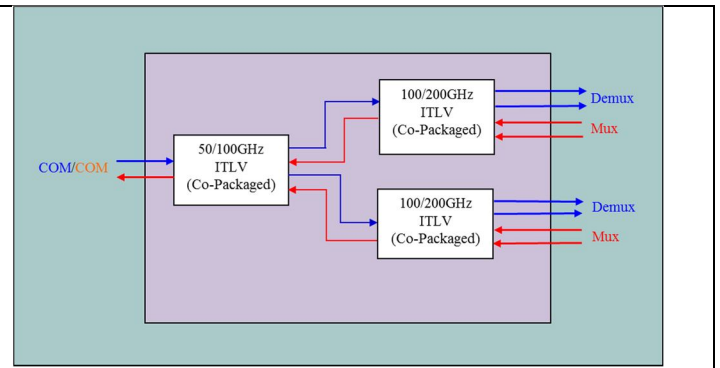 100/200GHz
ITLV
(Co-Packaged)
Demux
Mux
50/100GHz
ITLV
(Co-Packaged)
COM/COM
100/200GHz
ITLV
(Co-Packaged)
Demux
Mux